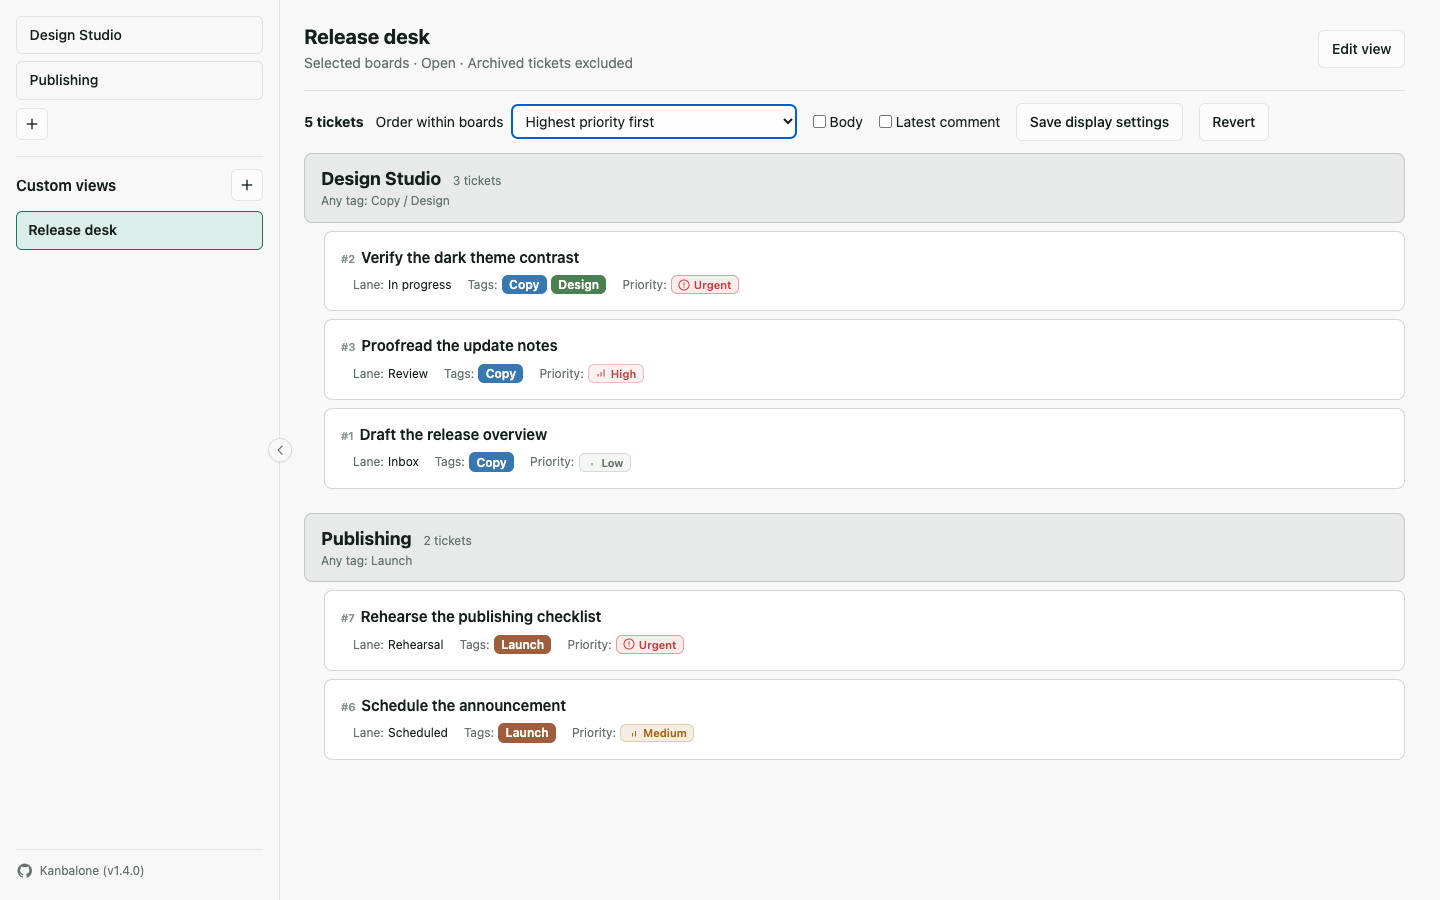 Design Studio
Publishing
+
Custom views
+
Release desk
Kanbalone (v1.4.0)
Release desk
Selected boards · Open · Archived tickets excluded
Edit view
5 tickets Order within boards Highest priority first Body Latest comment Save display settings Revert
Design Studio 3 tickets
Any tag: Copy / Design
#2 Verify the dark theme contrast
Lane: In progress Tags: Copy Design Priority: Urgent
#3 Proofread the update notes
Lane: Review Tags: Copy Priority: High
#1 Draft the release overview
Lane: Inbox Tags: Copy Priority: Low
Publishing 2 tickets
Any tag: Launch
#7 Rehearse the publishing checklist
Lane: Rehearsal Tags: Launch Priority: Urgent
#6 Schedule the announcement
Lane: Scheduled Tags: Launch Priority: Medium